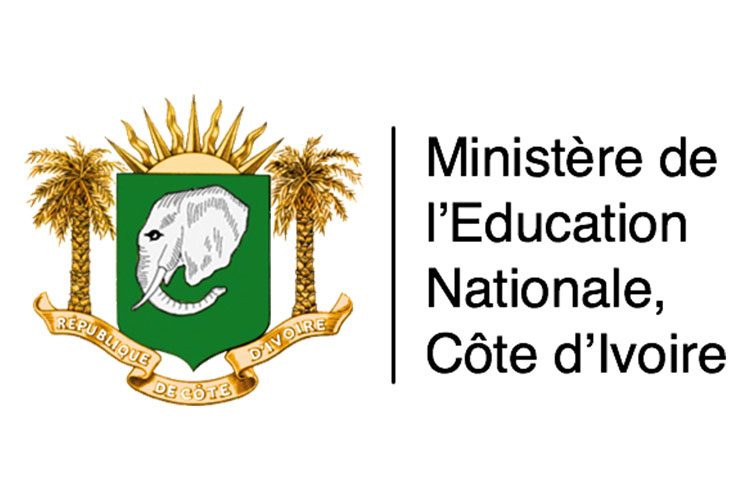 RÉPUBLIQUE
DE CÔTE
D'IVOIRE
Ministère de
l’Education
Nationale,
Côte d’Ivoire